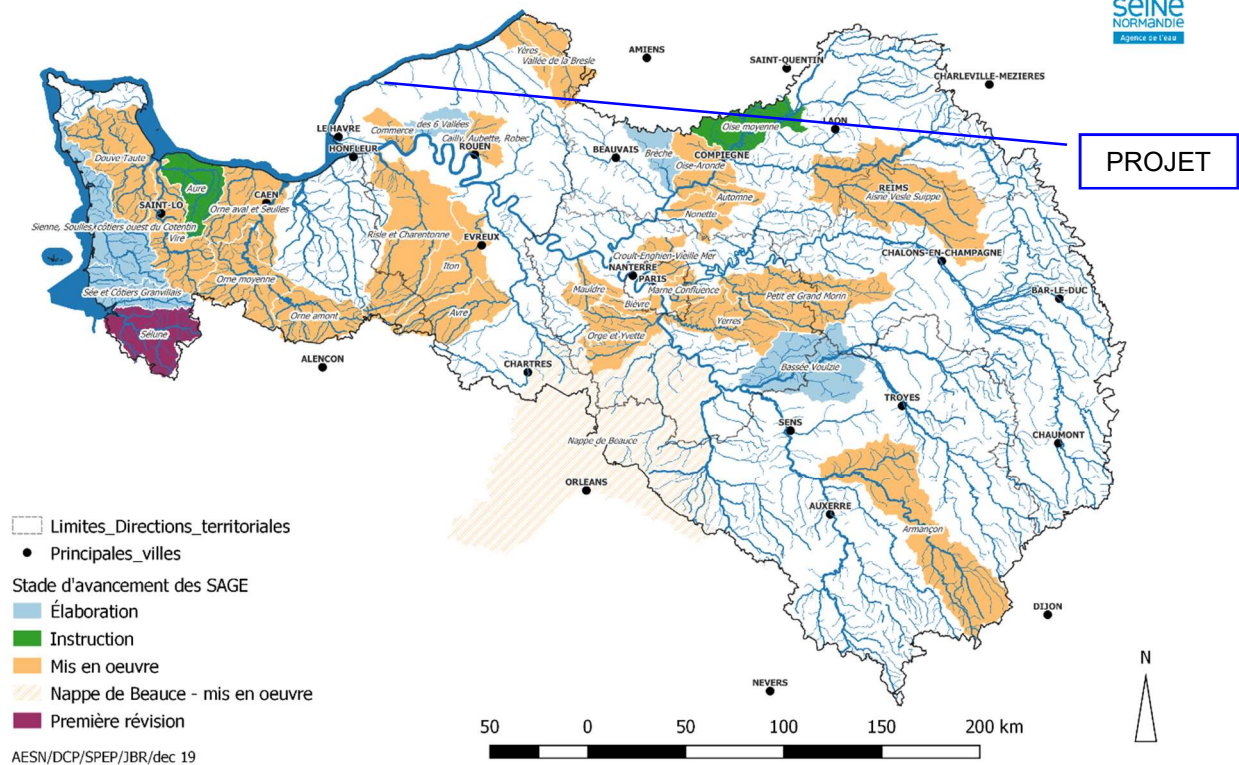 SEINE
NORMANDIE
Agence de l'eau
AMIENS
Yères
Vallée de la Bresle
SAINT-QUENTIN
CHARLEVILLE-MEZIERES
LE HAVRE
HONFLEUR
Commerce
des 6 Vallées
Cailly, Aubette, Robec
ROUEN
BEAUVAIS
Brèche
Oise-Aronde
COMPIEGNE
Oise moyenne
LAON
PROJET
Douve Taute
Aure
CAEN
SAINT-LO
Orne aval et Seulles
Sienne, Soulles, côtiers ouest du Cotentin
Vire
Risle et Charentonne
EVREUX
Iton
Automne
Nonette
REIMS
Aisne Vesle Suippe
CHALONS-EN-CHAMPAGNE
Croult-Enghien-Vieille Mer
NANTERRE
PARIS
Marne Confluence
Mauldre
Bièvre
Petit et Grand Morin
BAR-LE-DUC
Sée et Côtiers Granvillais
Orne moyenne
Orne amont
Avre
Orge et Yvette
Yerres
Sélune
ALENÇON
CHARTRES
Bassée Voulzie
TROYES
SENS
Nappe de Beauce
CHAUMONT
ORLEANS
AUXERRE
Armançon
DIJON
NEVERS
Limites_Directions_territoriales
Principales_villes
Stade d'avancement des SAGE
Élaboration
Instruction
Mis en oeuvre
Nappe de Beauce - mis en oeuvre
Première révision
AESN/DCP/SPEP/JBR/dec 19
50 0 50 100 150 200 km
N